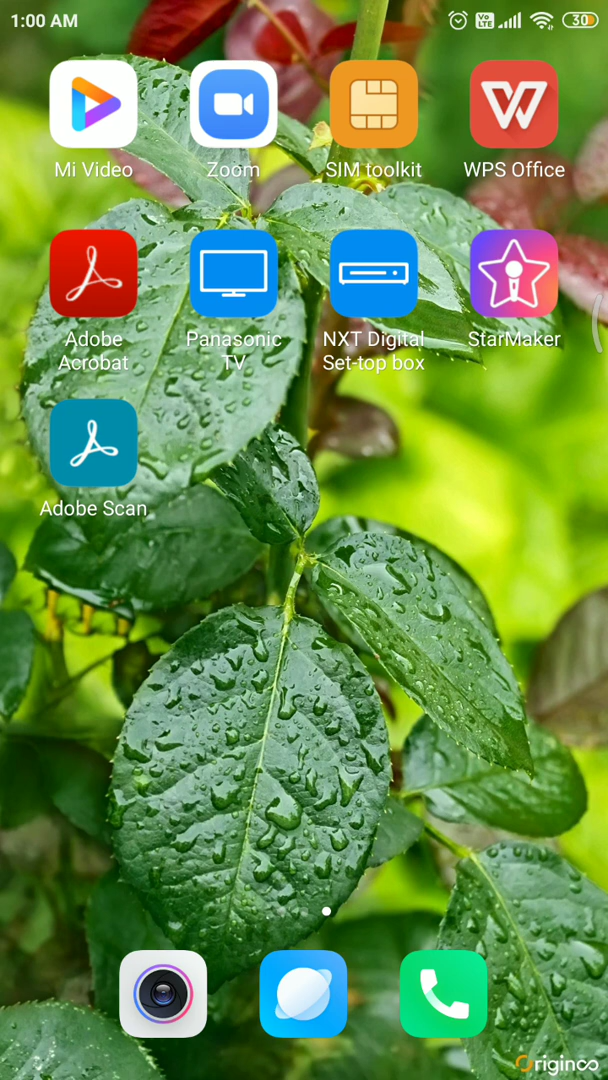 1:00 AM VoLTE 30
Mi Video Zoom SIM toolkit WPS Office
Adobe Acrobat
Panasonic TV
NXT Digital Set-top box
StarMaker
Adobe Scan
Originoo